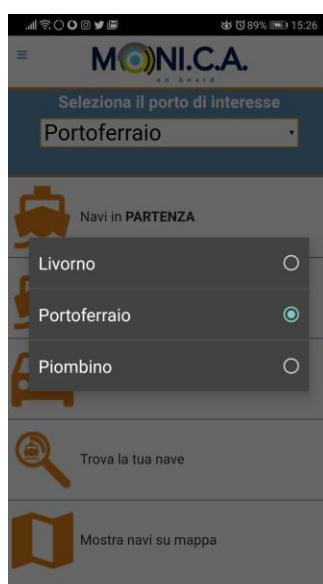 89% 15:26
MONI.C.A.
on board
Seleziona il porto di interesse
Portoferraio
Navi in PARTENZA
Livorno
Portoferraio
Piombino
Trova la tua nave
Mostra navi su mappa